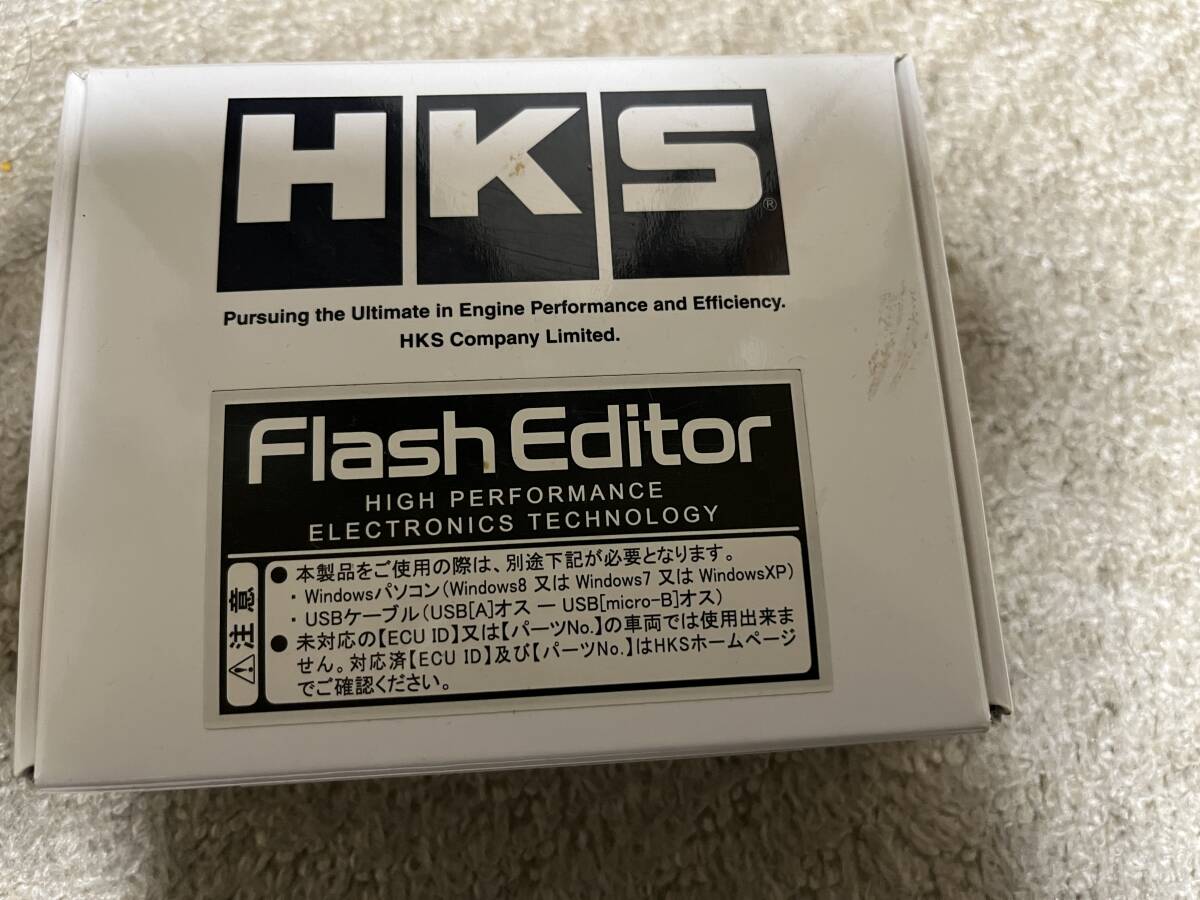 HKS®
Pursuing the Ultimate in Engine Performance and Efficiency.
HKS Company Limited.
Flash Editor
HIGH PERFORMANCE
ELECTRONICS TECHNOLOGY
⚠注意
● 本製品をご使用の際は、別途下記が必要となります。
・Windowsパソコン(Windows8 又は Windows7 又は WindowsXP)
・USBケーブル(USB[A]オス ー USB[micro-B]オス)
● 未対応の【ECU ID】又は【パーツNo.】の車両では使用出来ま
せん。対応済【ECU ID】及び【パーツNo.】はHKSホームページ
でご確認ください。